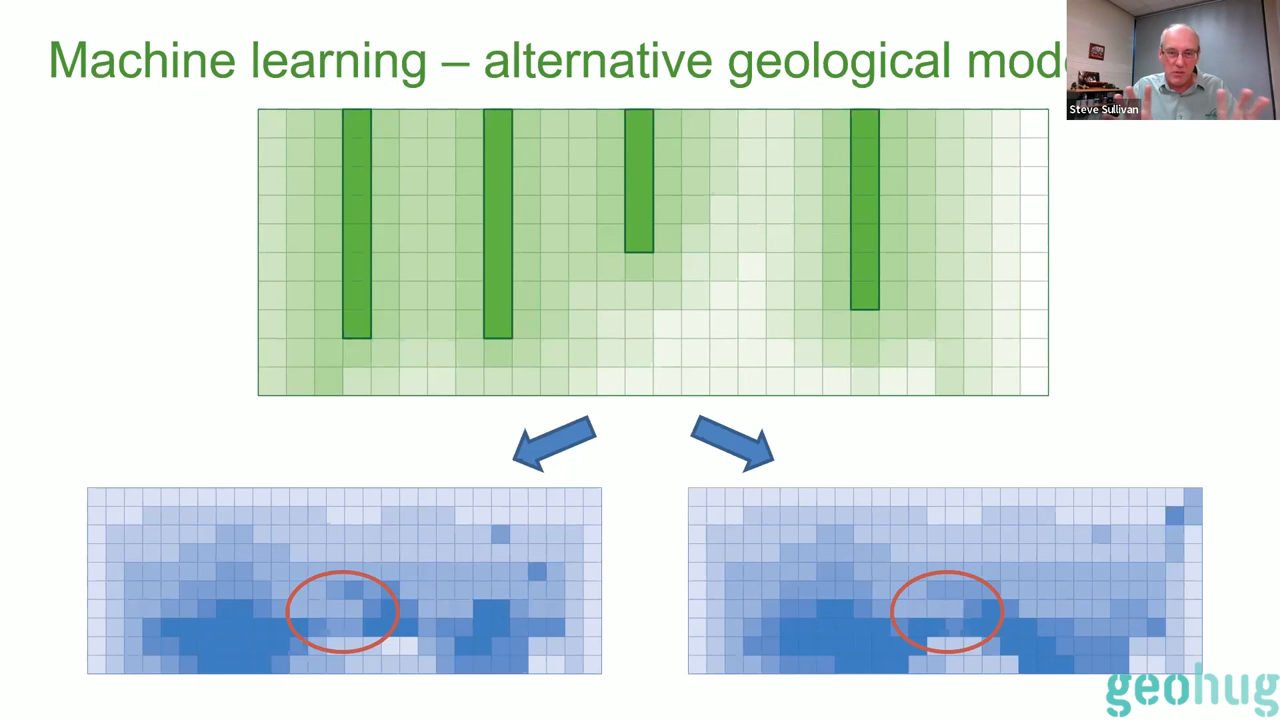 Machine learning – alternative geological mod
Steve Sullivan
geohug